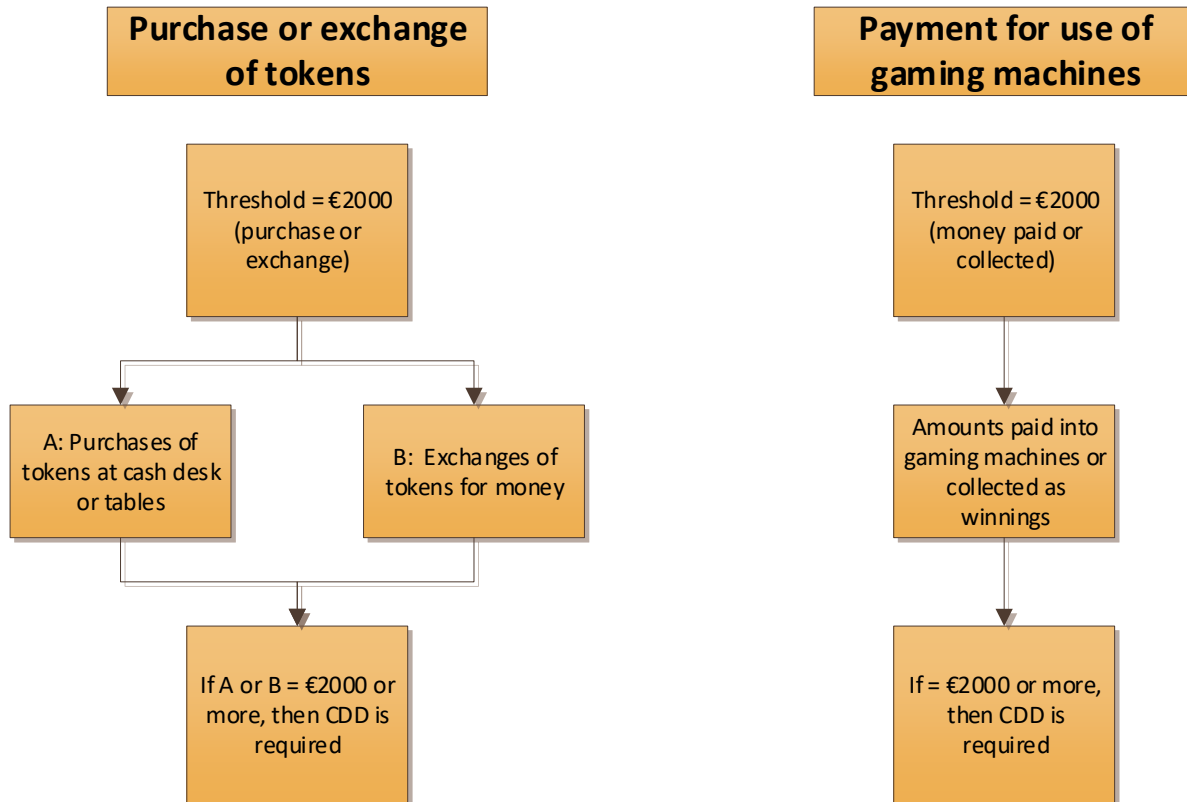 Purchase or exchange
of tokens
Threshold = €2000
(purchase or
exchange)
A: Purchases of
tokens at cash desk
or tables
B:  Exchanges of
tokens for money
If A or B = €2000 or
more, then CDD is
required
Payment for use of
gaming machines
Threshold = €2000
(money paid or
collected)
Amounts paid into
gaming machines or
collected as
winnings
If = €2000 or more,
then CDD is
required